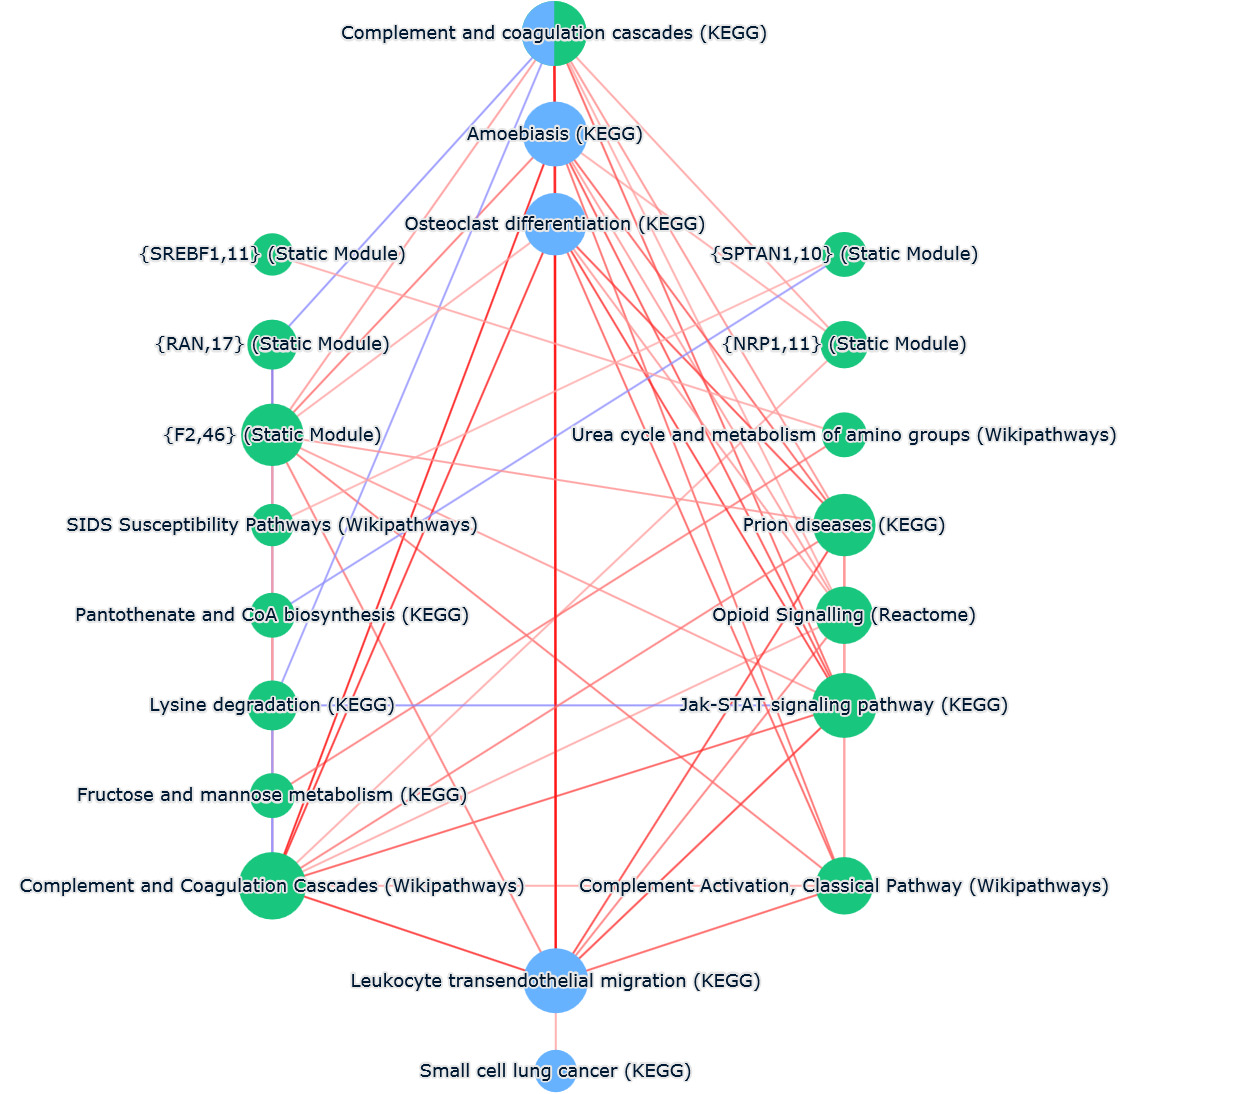 Complement and coagulation cascades (KEGG)
Amoebiasis (KEGG)
Osteoclast differentiation (KEGG)
{SREBF1,11} (Static Module)
{SPTAN1,10} (Static Module)
{RAN,17} (Static Module)
{NRP1,11} (Static Module)
{F2,46} (Static Module)
Urea cycle and metabolism of amino groups (Wikipathways)
SIDS Susceptibility Pathways (Wikipathways)
Prion diseases (KEGG)
Pantothenate and CoA biosynthesis (KEGG)
Opioid Signalling (Reactome)
Lysine degradation (KEGG)
Jak-STAT signaling pathway (KEGG)
Fructose and mannose metabolism (KEGG)
Complement and Coagulation Cascades (Wikipathways)
Complement Activation, Classical Pathway (Wikipathways)
Leukocyte transendothelial migration (KEGG)
Small cell lung cancer (KEGG)